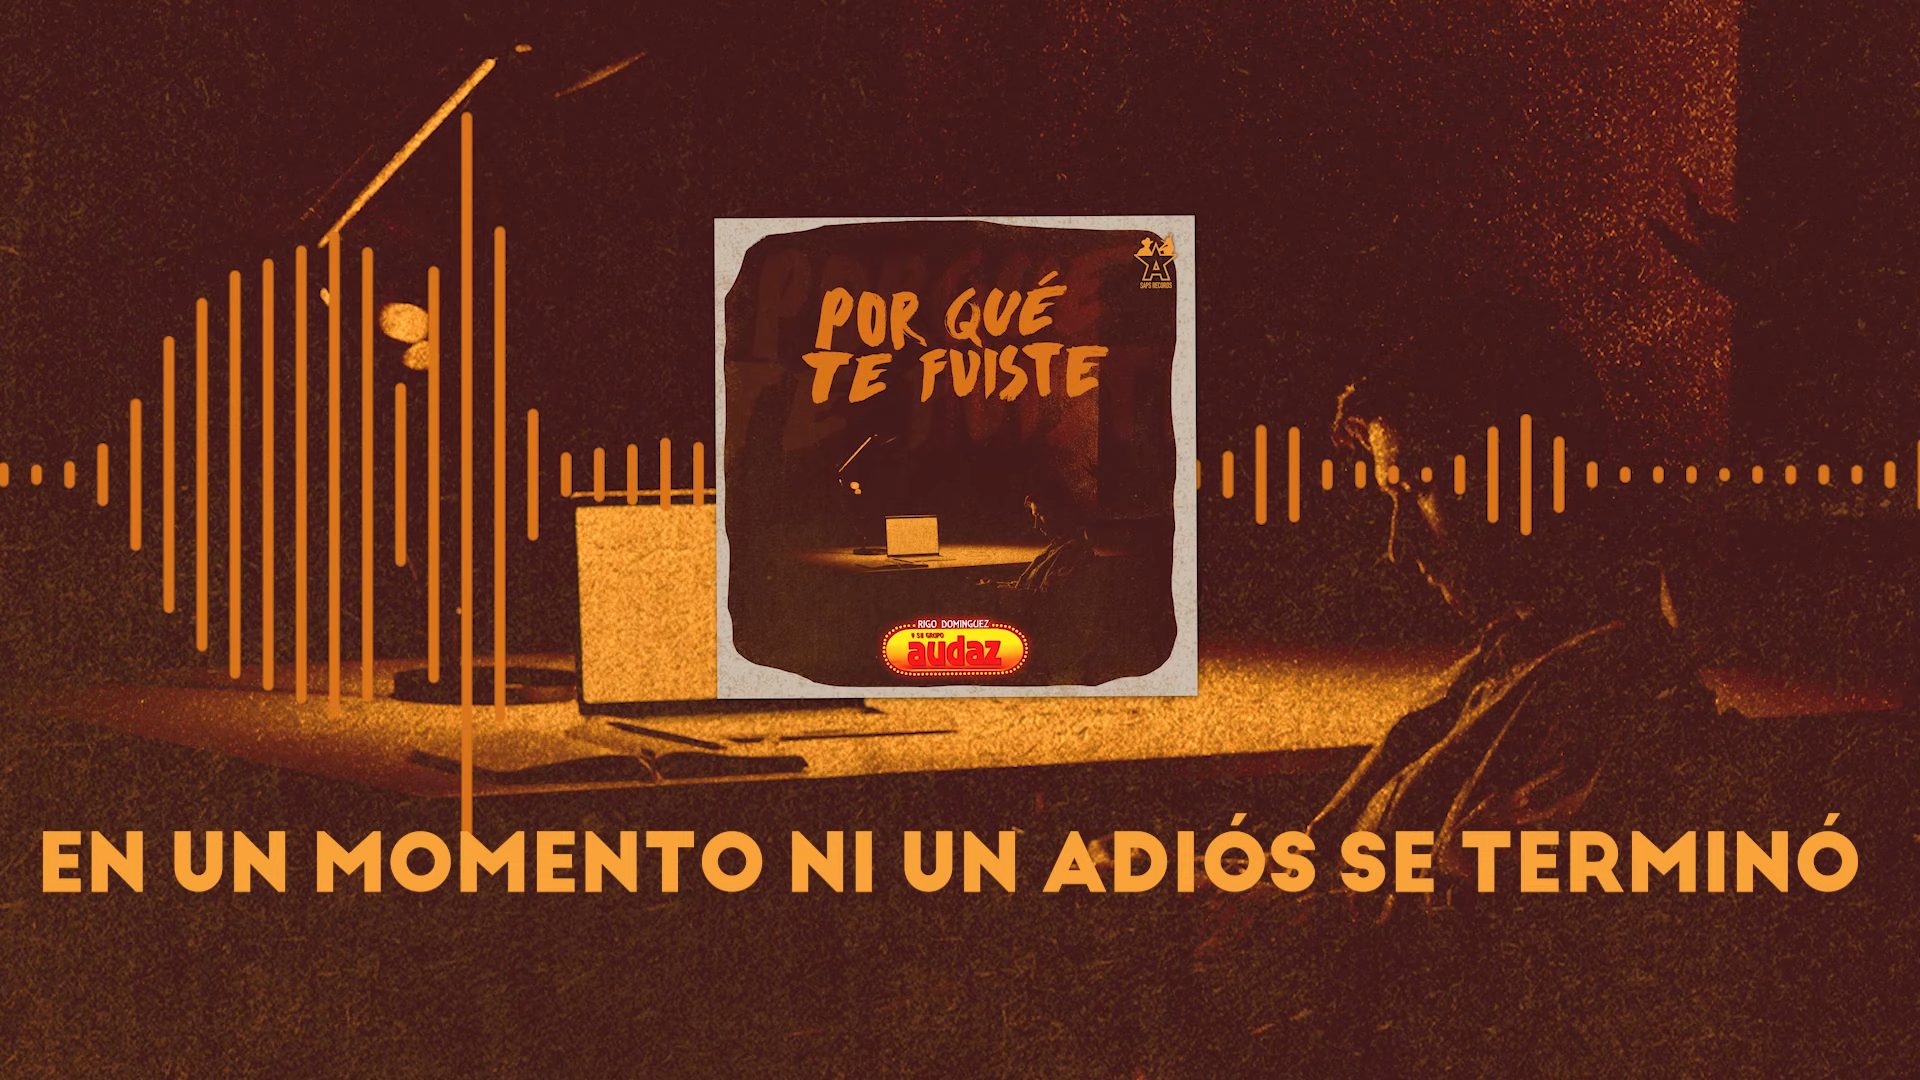 A
SAPS RECORDS
POR QUÉ
TE FUISTE
RIGO DOMINGUEZ
Y SU GRUPO
audaz
EN UN MOMENTO NI UN ADIÓS SE TERMINÓ